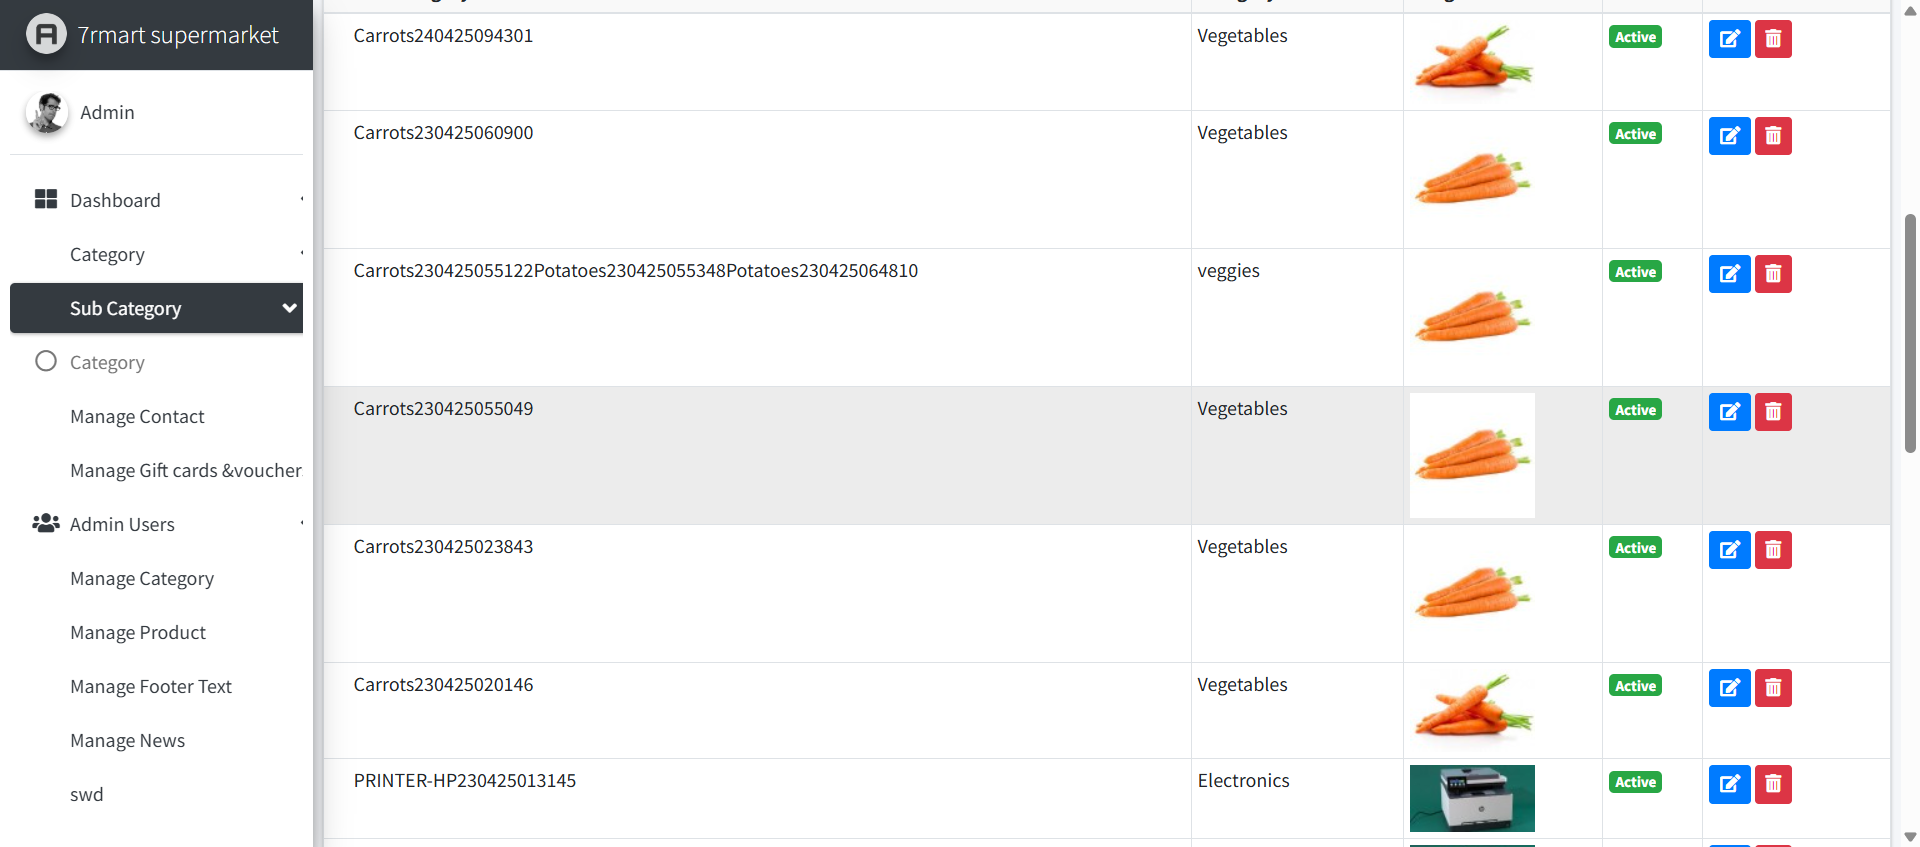 7rmart supermarket
Admin
Dashboard
Category
Sub Category
Category
Manage Contact
Manage Gift cards &voucher
Admin Users
Manage Category
Manage Product
Manage Footer Text
Manage News
swd
Carrots240425094301 Vegetables Active
Carrots230425060900 Vegetables Active
Carrots230425055122Potatoes230425055348Potatoes230425064810 veggies Active
Carrots230425055049 Vegetables Active
Carrots230425023843 Vegetables Active
Carrots230425020146 Vegetables Active
PRINTER-HP230425013145 Electronics Active